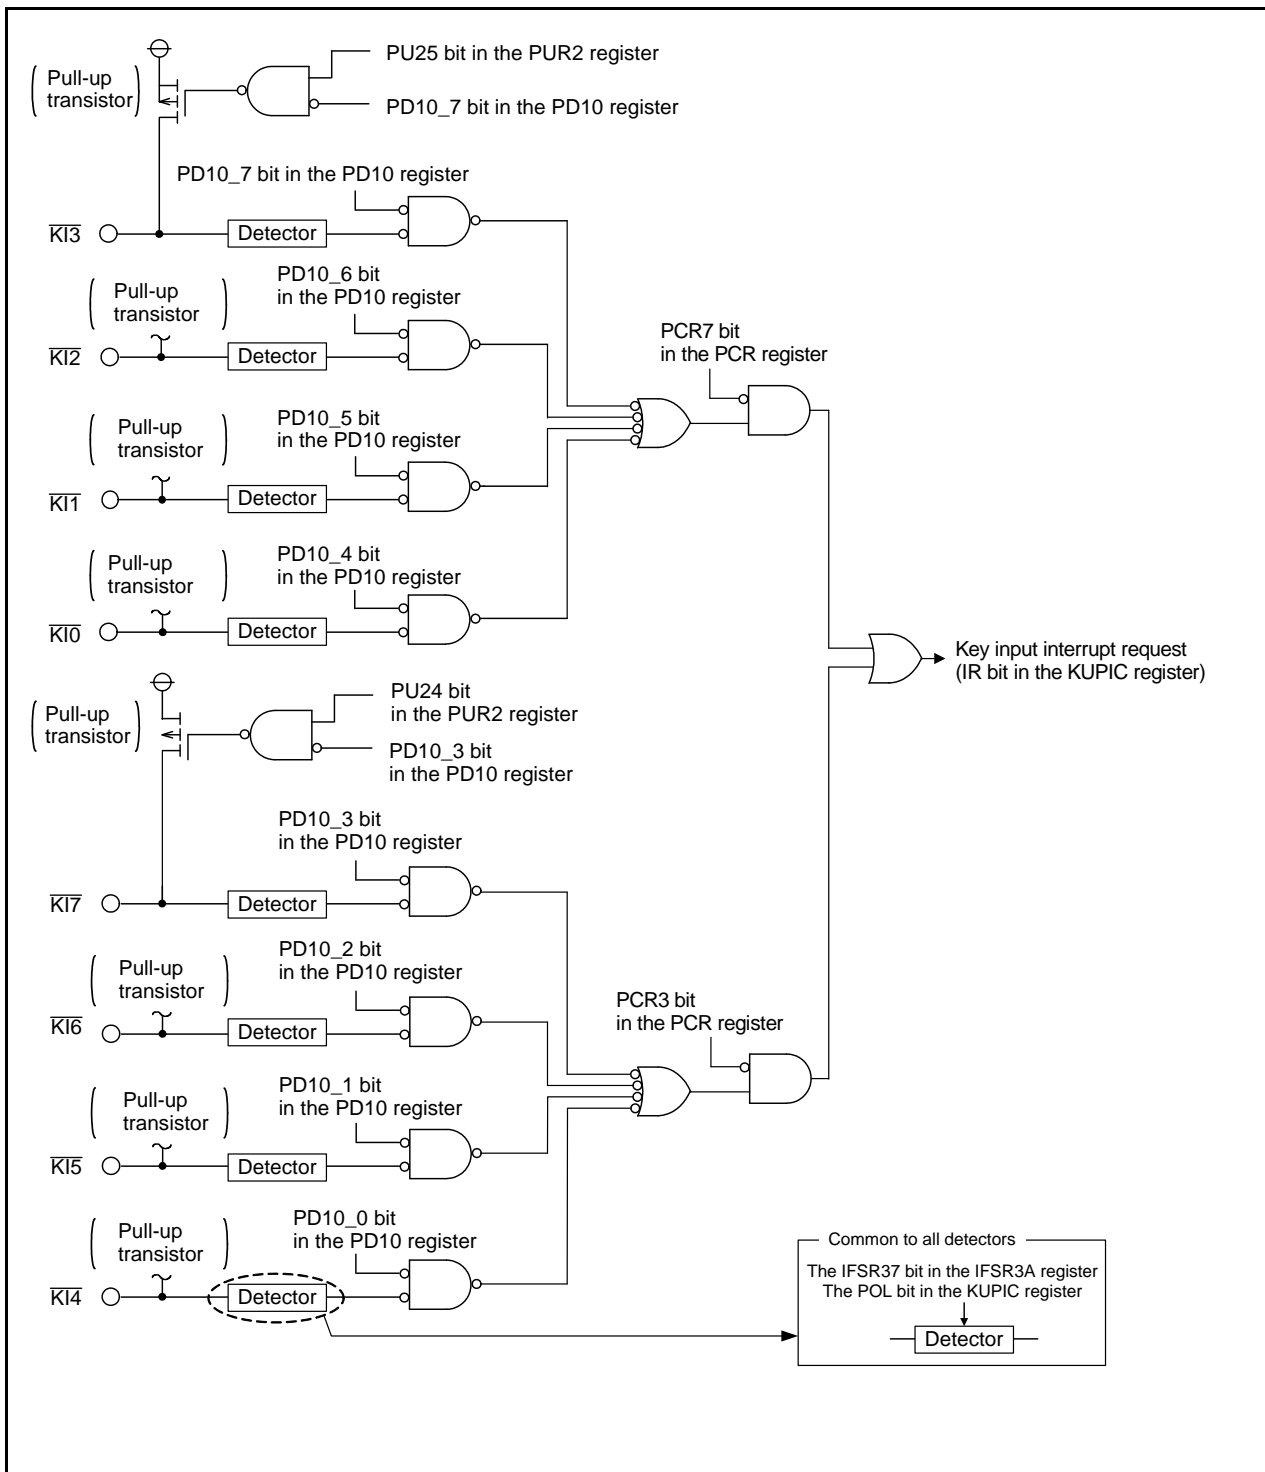 PU25 bit in the PUR2 register
Pull-up
transistor
PD10_7 bit in the PD10 register
PD10_7 bit in the PD10 register
KI3
Detector
PD10_6 bit
in the PD10 register
Pull-up
transistor
KI2
Detector
PCR7 bit
in the PCR register
PD10_5 bit
in the PD10 register
Pull-up
transistor
KI1
Detector
PD10_4 bit
in the PD10 register
Pull-up
transistor
KI0
Detector
Key input interrupt request
(IR bit in the KUPIC register)
PU24 bit
in the PUR2 register
Pull-up
transistor
PD10_3 bit
in the PD10 register
PD10_3 bit
in the PD10 register
KI7
Detector
PD10_2 bit
in the PD10 register
Pull-up
transistor
KI6
Detector
PCR3 bit
in the PCR register
PD10_1 bit
in the PD10 register
Pull-up
transistor
KI5
Detector
PD10_0 bit
in the PD10 register
Pull-up
transistor
KI4
Detector
Common to all detectors
The IFSR37 bit in the IFSR3A register
The POL bit in the KUPIC register
Detector